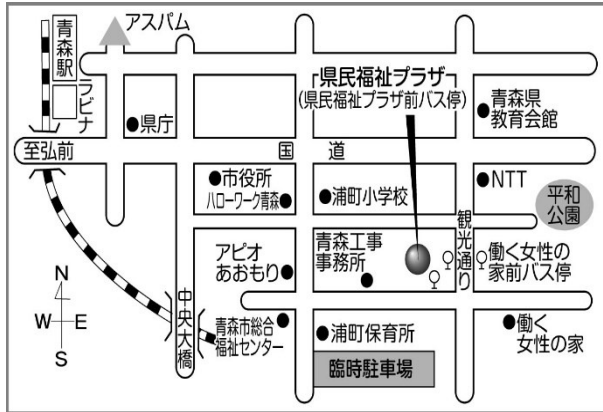 アスパム
青森駅
ラビナ
県民福祉プラザ
(県民福祉プラザ前バス停)
青森県
教育会館
県庁
至弘前
国道
市役所
ハローワーク青森
浦町小学校
NTT
平和
公園
観光通り
アピオ
あおもり
青森工事
事務所
働く女性の
家前バス停
N
W
E
S
中央大橋
青森市総合
福祉センター
浦町保育所
働く
女性の家
臨時駐車場